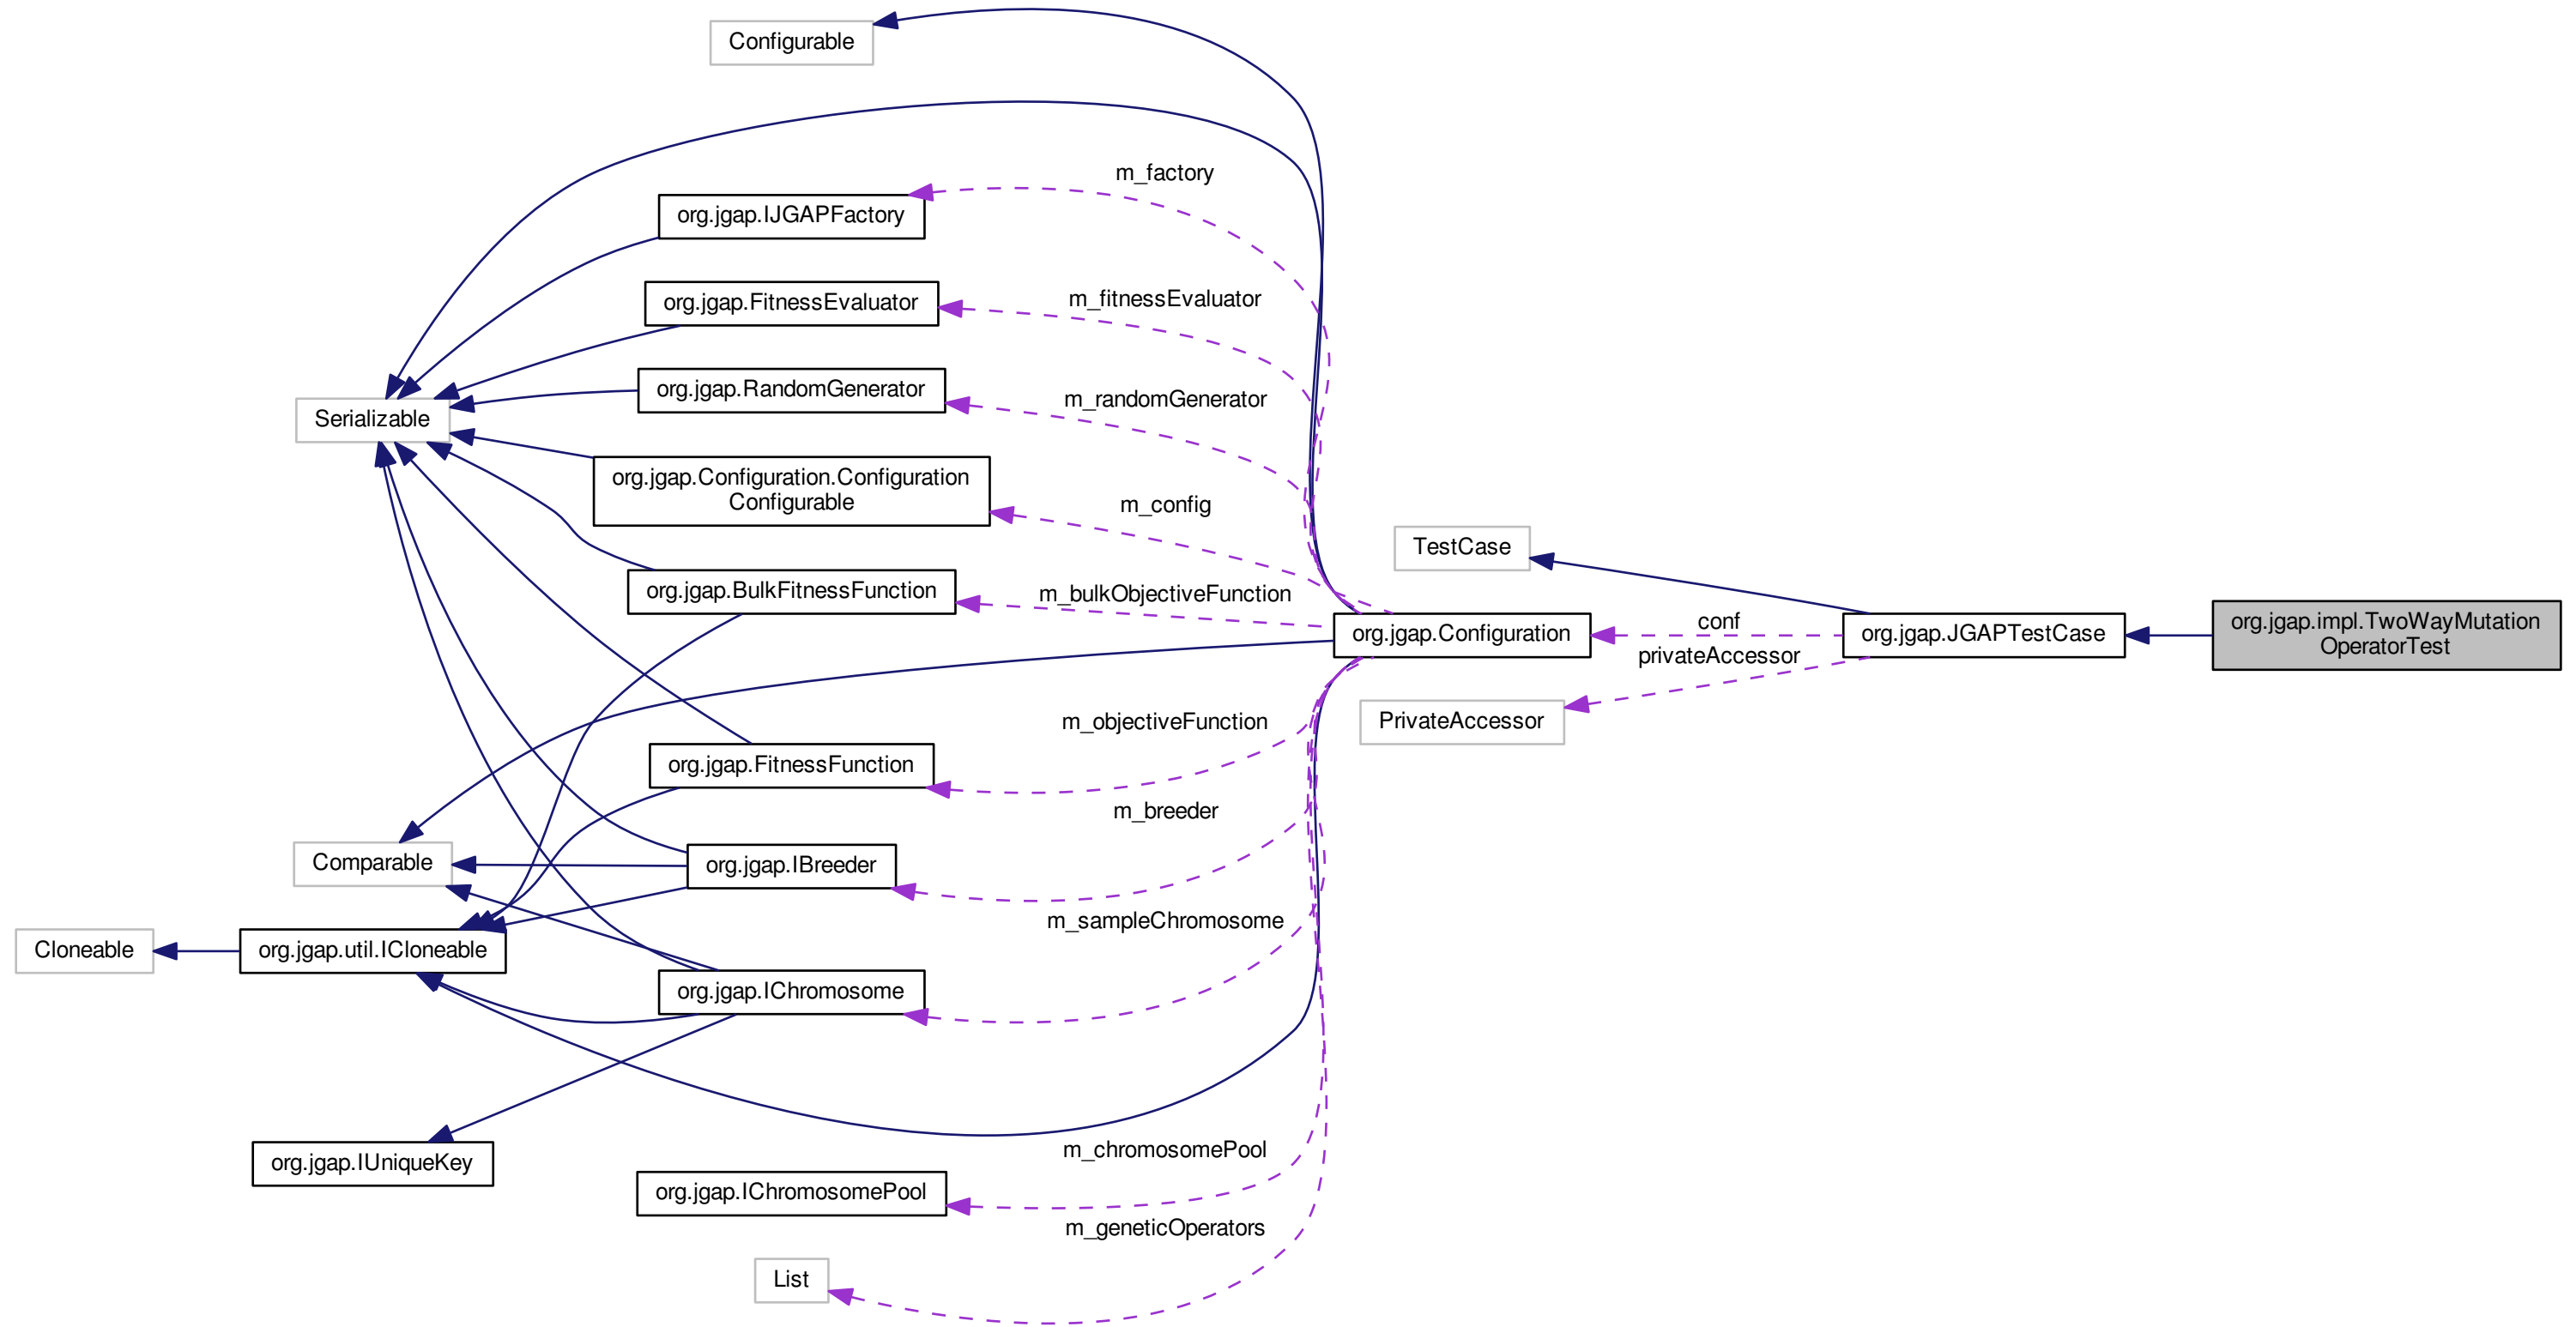 Configurable
m_factory
org.jgap.IJGAPFactory
m_fitnessEvaluator
org.jgap.FitnessEvaluator
m_randomGenerator
org.jgap.RandomGenerator
Serializable
org.jgap.Configuration.Configuration
Configurable
m_config
TestCase
org.jgap.BulkFitnessFunction
m_bulkObjectiveFunction
org.jgap.Configuration
conf
privateAccessor
org.jgap.JGAPTestCase
org.jgap.impl.TwoWayMutation
OperatorTest
PrivateAccessor
m_objectiveFunction
org.jgap.FitnessFunction
m_breeder
Comparable
org.jgap.IBreeder
m_sampleChromosome
Cloneable
org.jgap.util.ICloneable
org.jgap.IChromosome
m_chromosomePool
org.jgap.IUniqueKey
org.jgap.IChromosomePool
m_geneticOperators
List